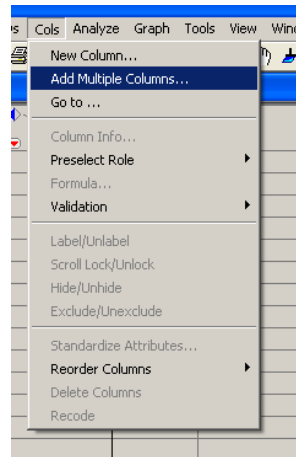 s Cols Analyze Graph Tools View Wind
New Column...
Add Multiple Columns...
Go to ...
Column Info...
Preselect Role
Formula...
Validation
Label/Unlabel
Scroll Lock/Unlock
Hide/Unhide
Exclude/Unexclude
Standardize Attributes...
Reorder Columns
Delete Columns
Recode